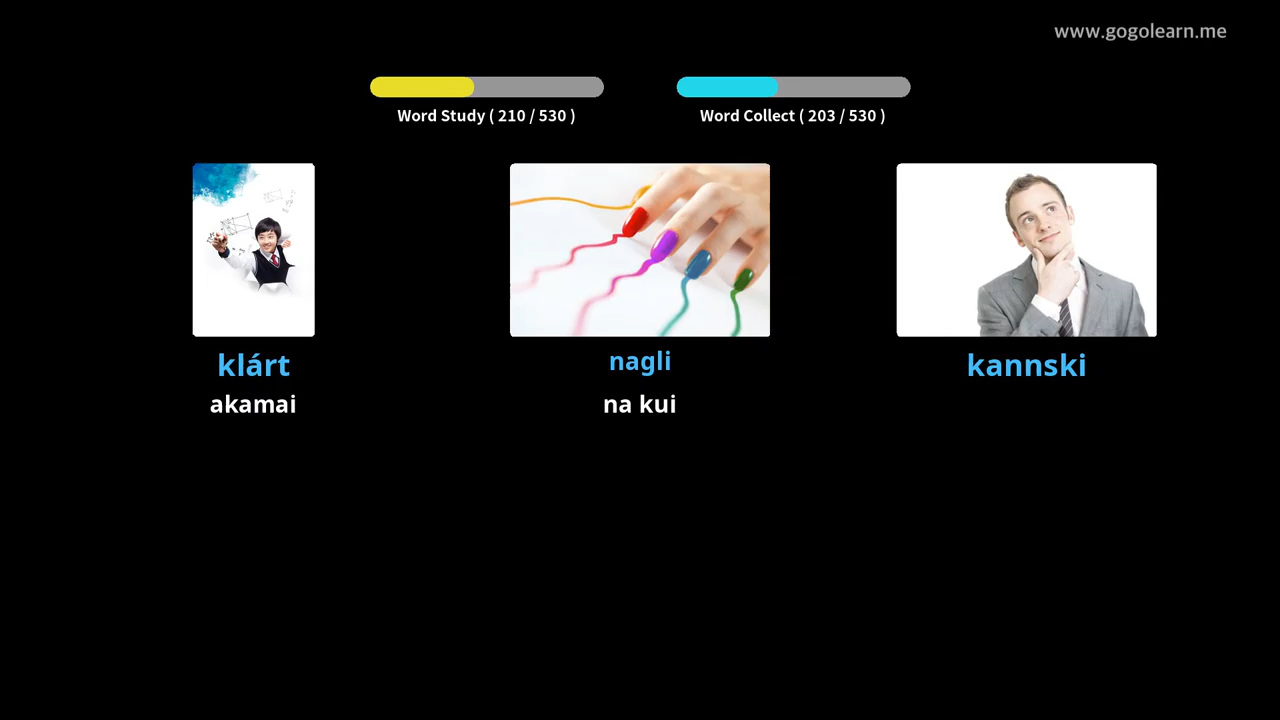 www.gogolearn.me
Word Study ( 210 / 530 )
Word Collect ( 203 / 530 )
klárt
akamai
nagli
na kui
kannski